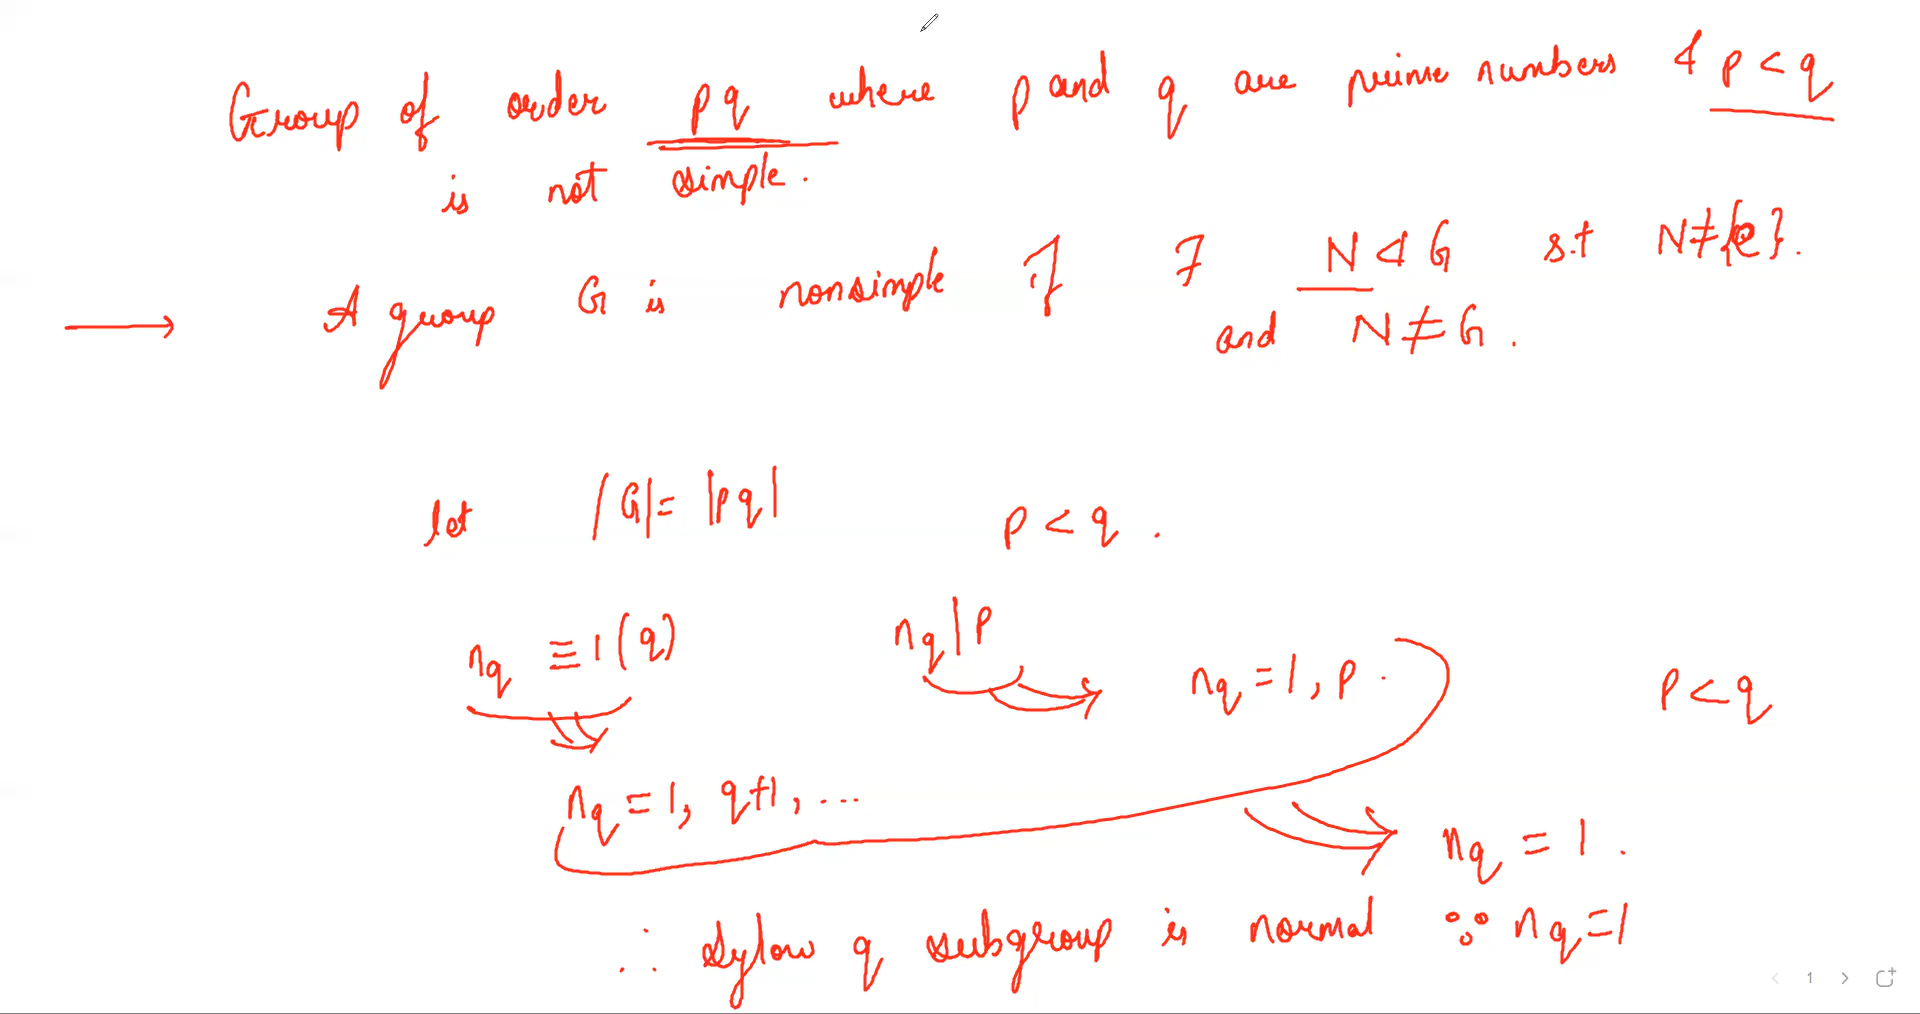 Group of order pq where p and q are prime numbers & p < q
is not simple.
→ A group G is nonsimple if ∃ N ⊲ G s.t N ≠ {e}.
and N ≠ G.
let |G| = |pq| p < q.
n_q ≡ 1 (q) n_q | p ⇒ n_q = 1, p. p < q
⇒ n_q = 1, q+1, ...
⇒ n_q = 1.
∴ Sylow q subgroup is normal ∵ n_q = 1
1